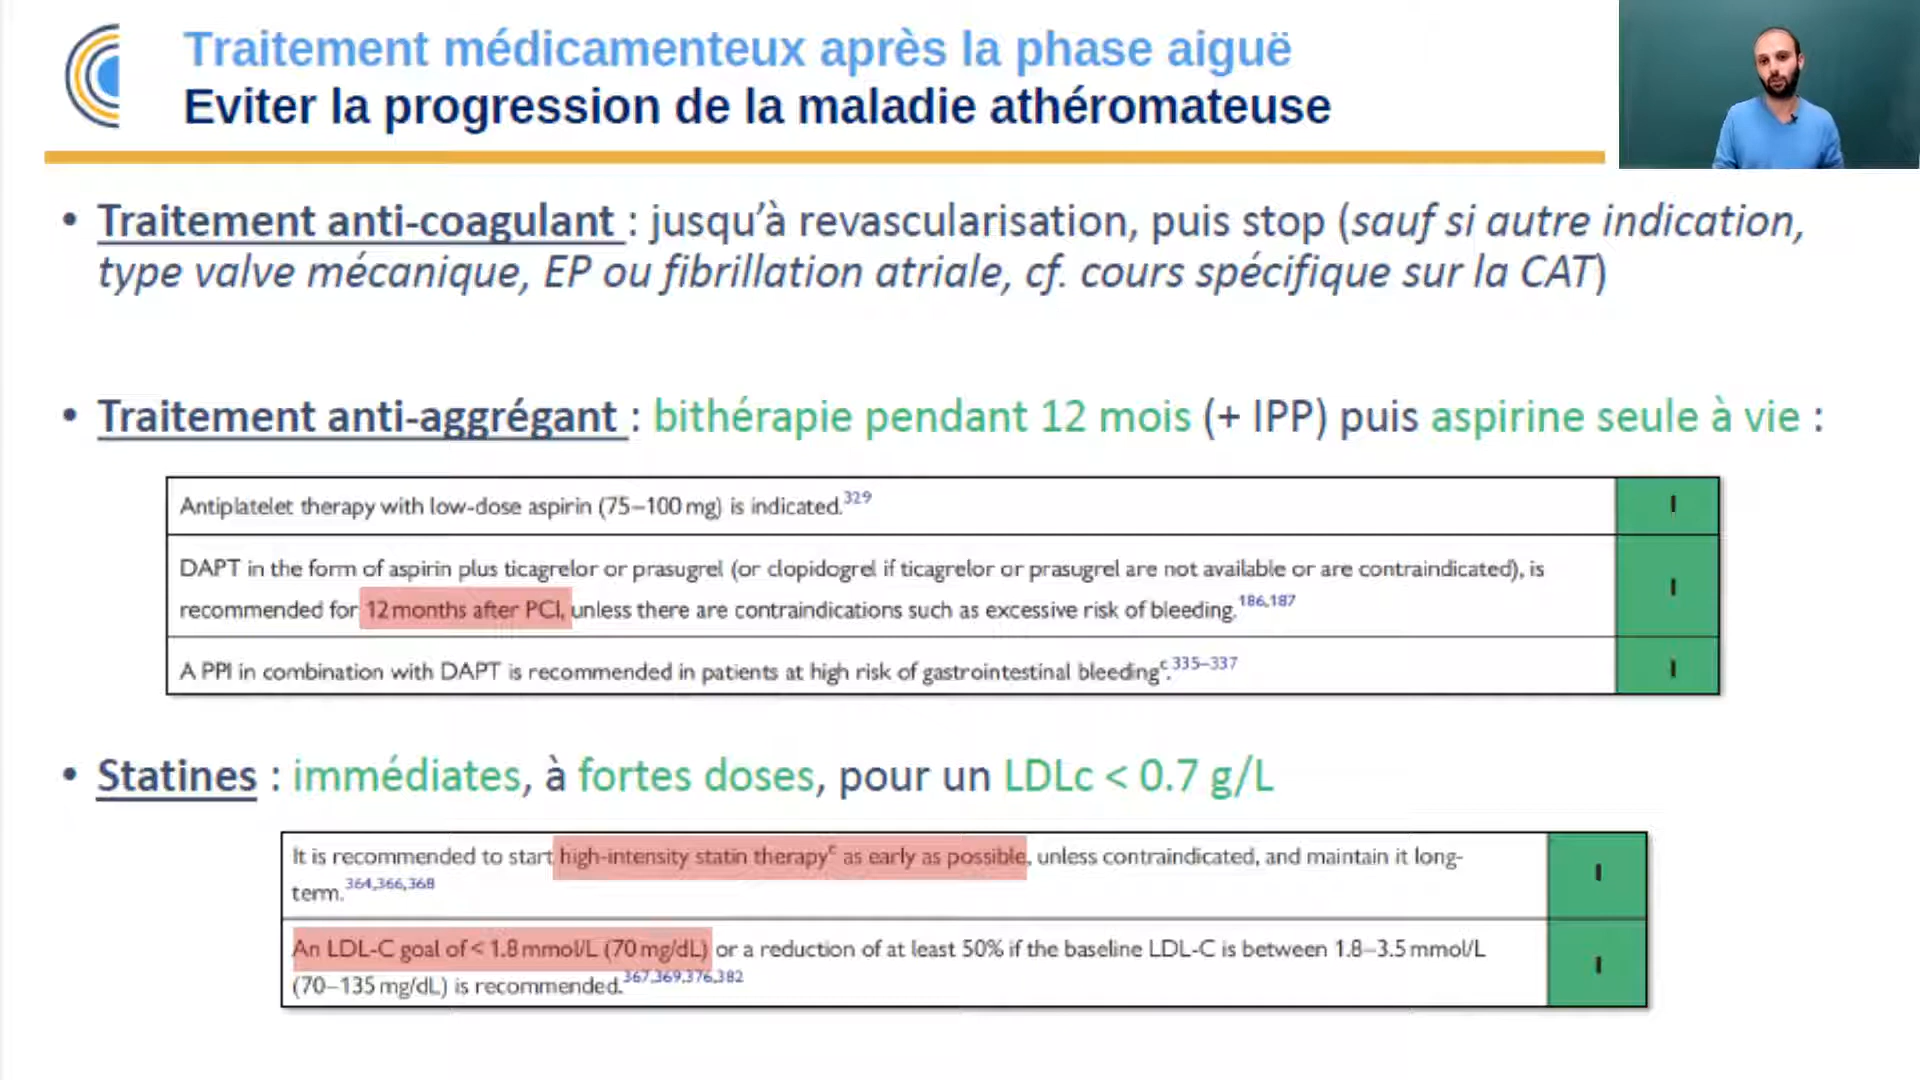 Traitement médicamenteux après la phase aiguë
Eviter la progression de la maladie athéromateuse
• Traitement anti-coagulant : jusqu’à revascularisation, puis stop (sauf si autre indication,
type valve mécanique, EP ou fibrillation atriale, cf. cours spécifique sur la CAT)
• Traitement anti-aggrégant : bithérapie pendant 12 mois (+ IPP) puis aspirine seule à vie :
Antiplatelet therapy with low-dose aspirin (75–100 mg) is indicated.329 I
DAPT in the form of aspirin plus ticagrelor or prasugrel (or clopidogrel if ticagrelor or prasugrel are not available or are contraindicated), is
recommended for 12 months after PCI, unless there are contraindications such as excessive risk of bleeding.186,187 I
A PPI in combination with DAPT is recommended in patients at high risk of gastrointestinal bleedingc.335–337 I
• Statines : immédiates, à fortes doses, pour un LDLc < 0.7 g/L
It is recommended to start high-intensity statin therapyc as early as possible, unless contraindicated, and maintain it long-
term.364,366,368 I
An LDL-C goal of < 1.8 mmol/L (70 mg/dL) or a reduction of at least 50% if the baseline LDL-C is between 1.8–3.5 mmol/L
(70–135 mg/dL) is recommended.367,369,376,382 I